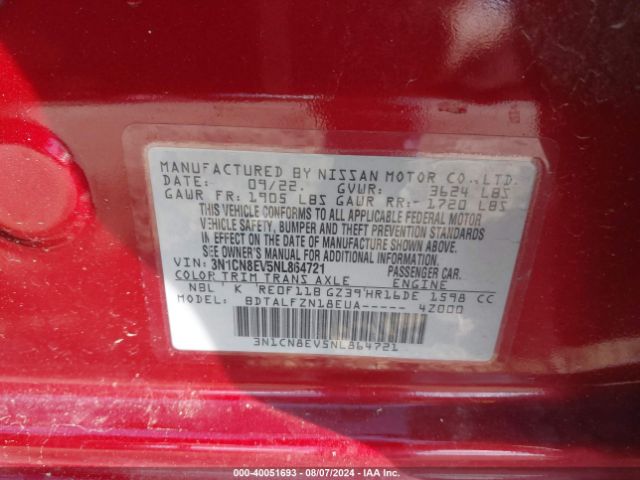 MANUFACTURED BY NISSAN MOTOR CO.,LTD.
DATE: 09/22. GVWR: 3624 LBS
GAWR FR: 1905 LBS GAWR RR: 1720 LBS
THIS VEHICLE CONFORMS TO ALL APPLICABLE FEDERAL MOTOR
VEHICLE SAFETY, BUMPER AND THEFT PREVENTION STANDARDS
IN EFFECT ON THE DATE OF MANUFACTURE SHOWN ABOVE.
SEE OWNER'S MANUAL FOR ADDITIONAL INFORMATION.
VIN: 3N1CN8EV5NL864721 PASSENGER CAR.
COLOR TRIM TRANS AXLE ENGINE
NBL K RE0F11B GZ39 HR16DE 1598 CC
MODEL: BDTALFZN18EUA----- 4Z000
3N1CN8EV5NL864721
000-40051693 - 08/07/2024 - IAA Inc.